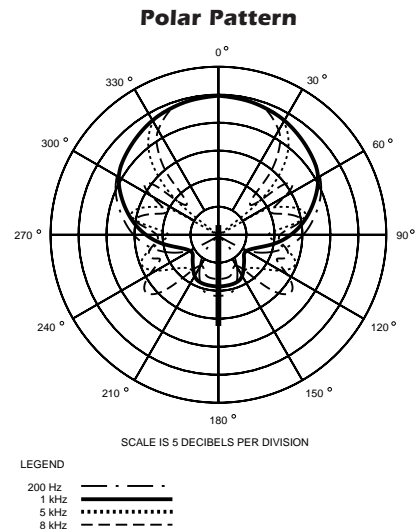 Polar Pattern
0°
330°
30°
300°
60°
270°
90°
240°
120°
210°
150°
180°
SCALE IS 5 DECIBELS PER DIVISION
LEGEND
200 Hz
1 kHz
5 kHz
8 kHz